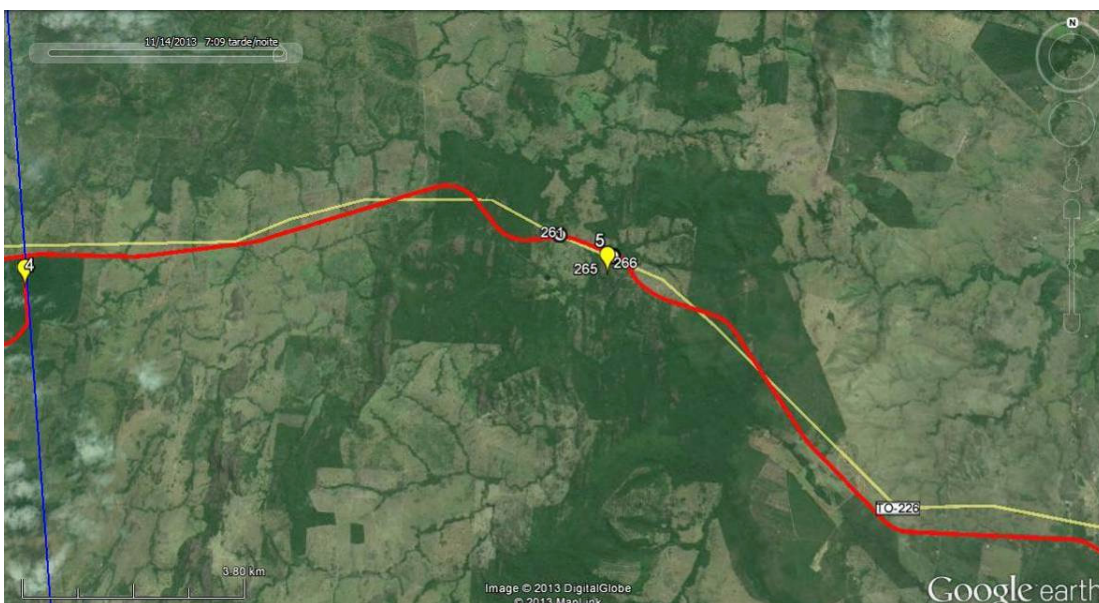 N
11/14/2013 7:09 tarde/noite
261
5
265
266
4
TO-226
3.80 km
Image © 2013 DigitalGlobe
© 2013 MapLink
Google earth